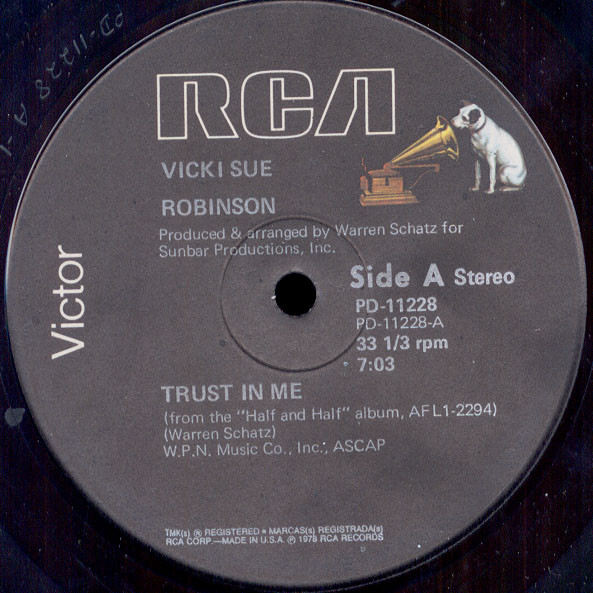 PD-11228 A-1
RCA
VICKI SUE
ROBINSON
Produced & arranged by Warren Schatz for
Sunbar Productions, Inc.
Victor
Side A Stereo
PD-11228
PD-11228-A
33 1/3 rpm
7:03
TRUST IN ME
(from the "Half and Half" album, AFL1-2294)
(Warren Schatz)
W.P.N. Music Co., Inc., ASCAP
TMK(s) ® REGISTERED • MARCAS(s) REGISTRADA(s)
RCA CORP.—MADE IN U.S.A. ℗ 1978 RCA RECORDS